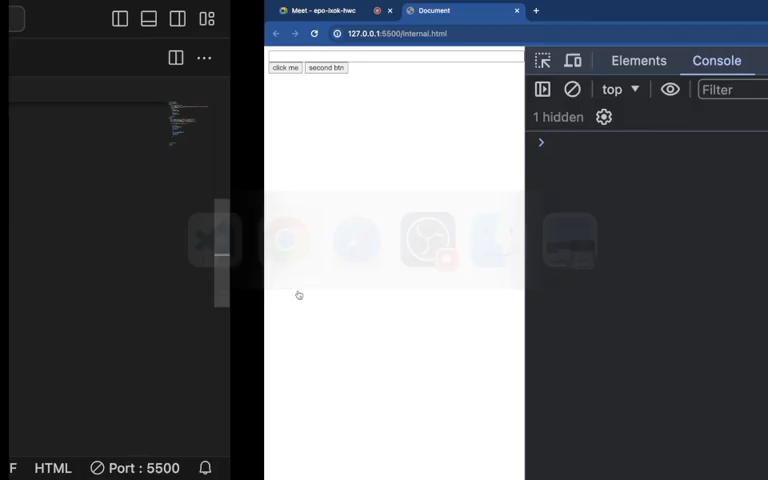 Meet - epo-ixok-hwc
Document
127.0.0.1:5500/internal.html
click me
second btn
Elements
Console
top
Filter
1 hidden
F
HTML
Port : 5500